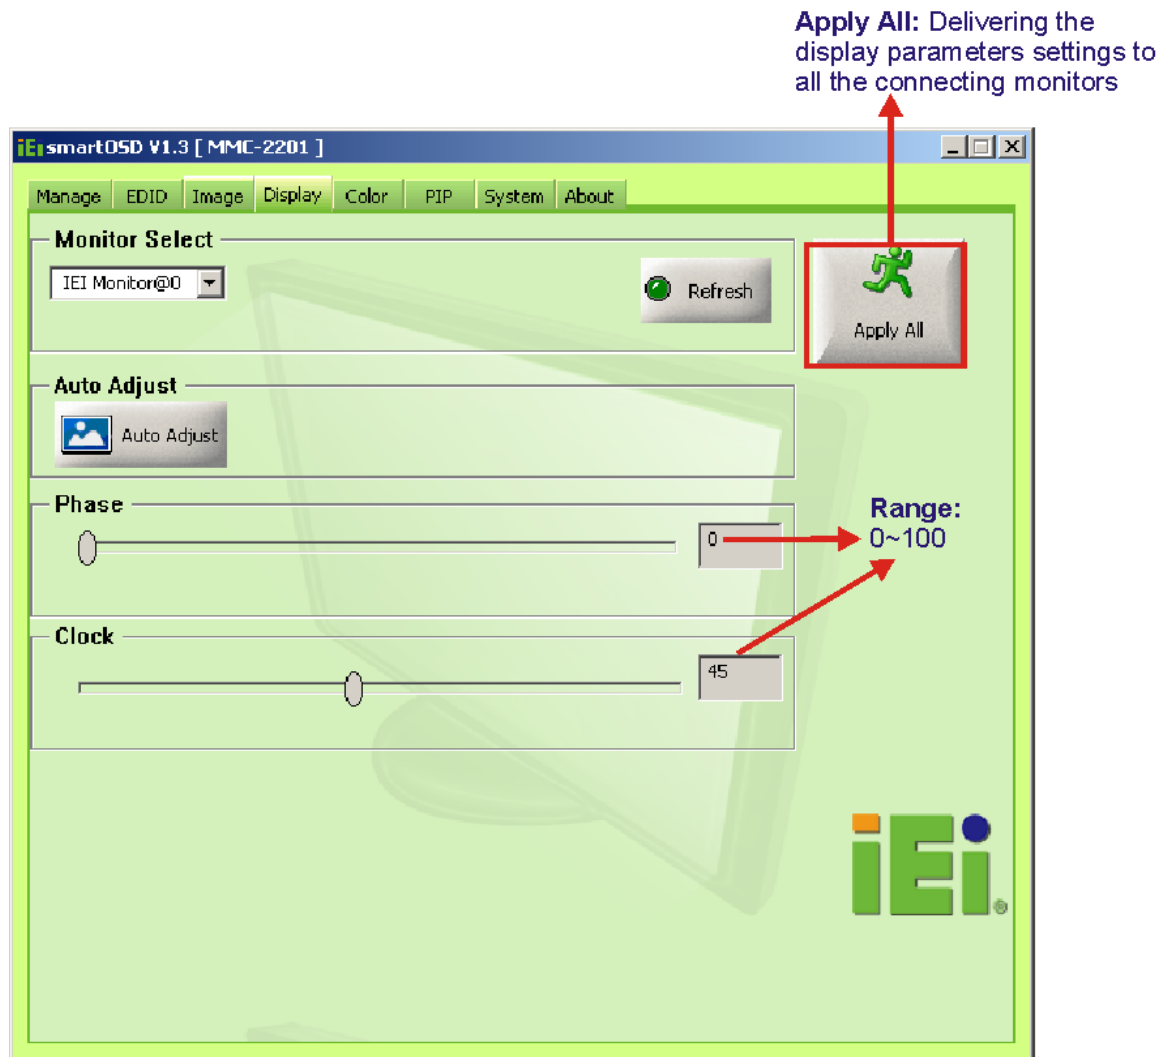 Apply All: Delivering the
display parameters settings to
all the connecting monitors
iEi smartOSD V1.3 [ MMC-2201 ]
Manage EDID Image Display Color PIP System About
Monitor Select
IEI Monitor@0
Refresh
Apply All
Auto Adjust
Auto Adjust
Phase
0
Range:
0~100
Clock
45
iEi®